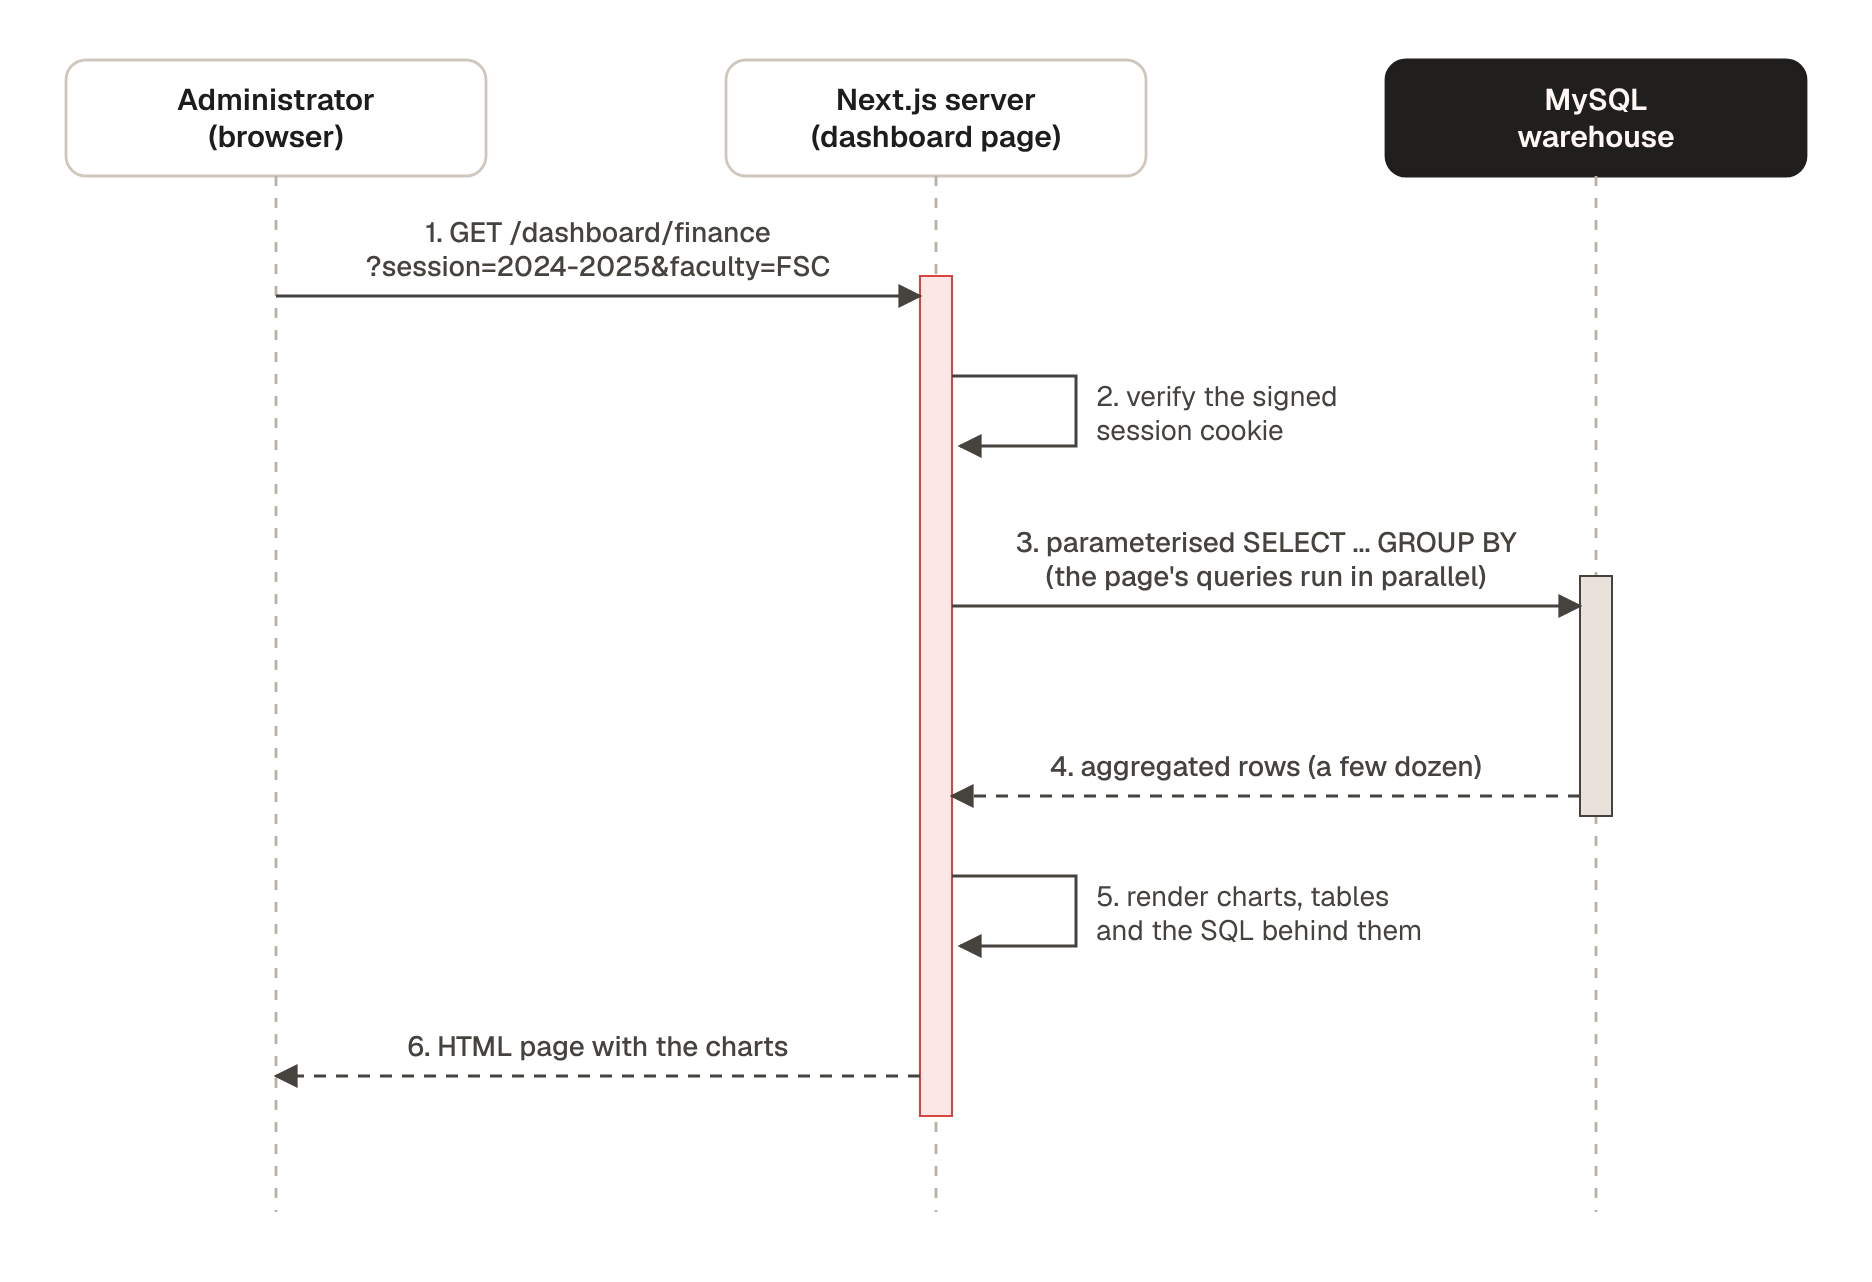 Administrator
(browser)
Next.js server
(dashboard page)
MySQL
warehouse
1. GET /dashboard/finance
?session=2024-2025&faculty=FSC
2. verify the signed
session cookie
3. parameterised SELECT ... GROUP BY
(the page's queries run in parallel)
4. aggregated rows (a few dozen)
5. render charts, tables
and the SQL behind them
6. HTML page with the charts